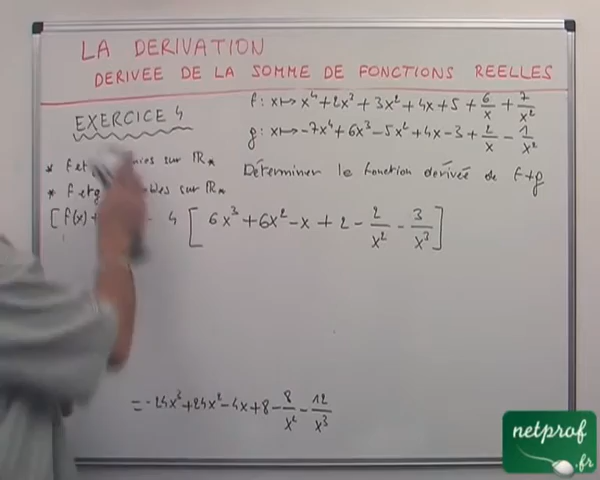 LA DERIVATION
DERIVEE DE LA SOMME DE FONCTIONS REELLES
EXERCICE 4
f: x ↦ x⁴ + 2x³ + 3x² + 4x + 5 + 6/x + 7/x²
g: x ↦ -7x⁴ + 6x³ - 5x² + 4x - 3 + 2/x - 1/x²
* f et sur ℝ*
Déterminer la fonction dérivée de f+g
* f et g sur ℝ*
[f(x) + - 4 [6x³ + 6x² - x + 2 - 2/x² - 3/x³]
= -24x³ + 24x² - 4x + 8 - 8/x² - 12/x³
netprof
.fr